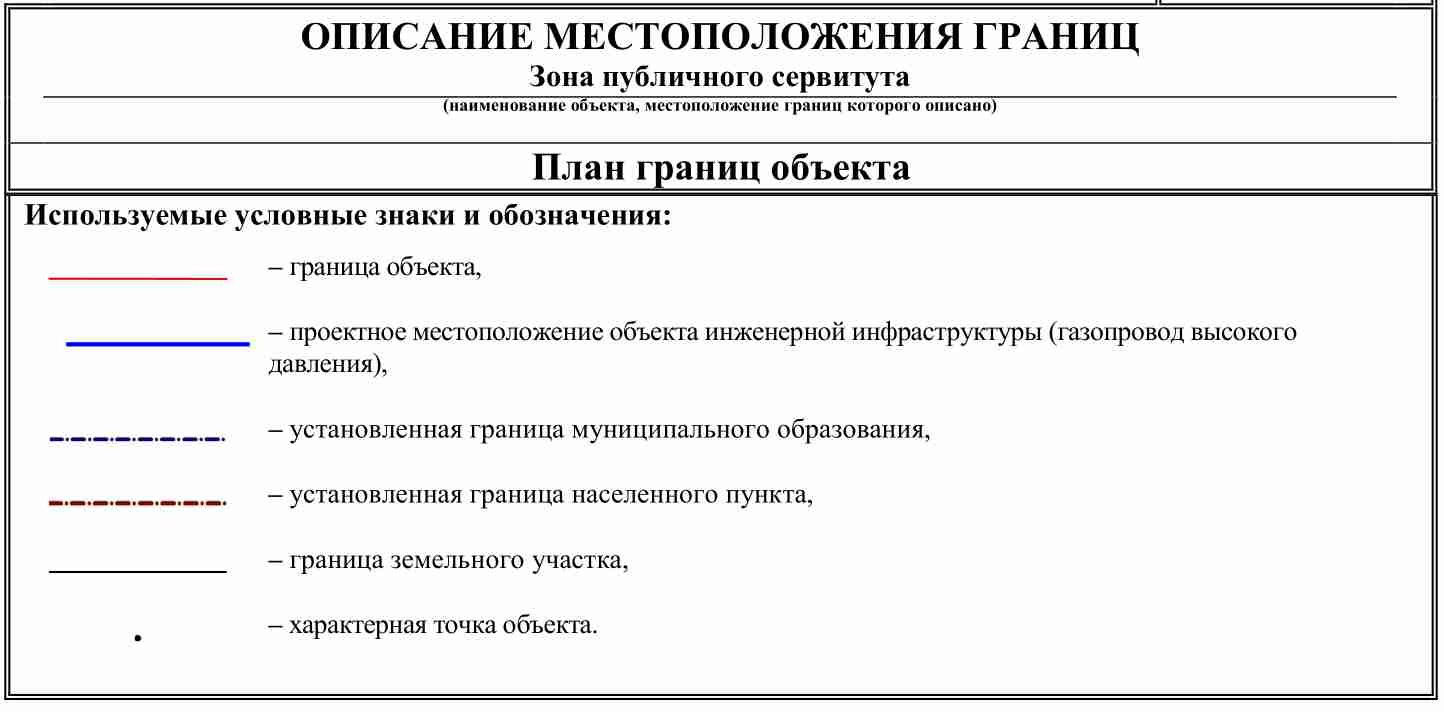 ОПИСАНИЕ МЕСТОПОЛОЖЕНИЯ ГРАНИЦ
Зона публичного сервитута
(наименование объекта, местоположение границ которого описано)
План границ объекта
Используемые условные знаки и обозначения:
– граница объекта,
– проектное местоположение объекта инженерной инфраструктуры (газопровод высокого
давления),
– установленная граница муниципального образования,
– установленная граница населенного пункта,
– граница земельного участка,
– характерная точка объекта.